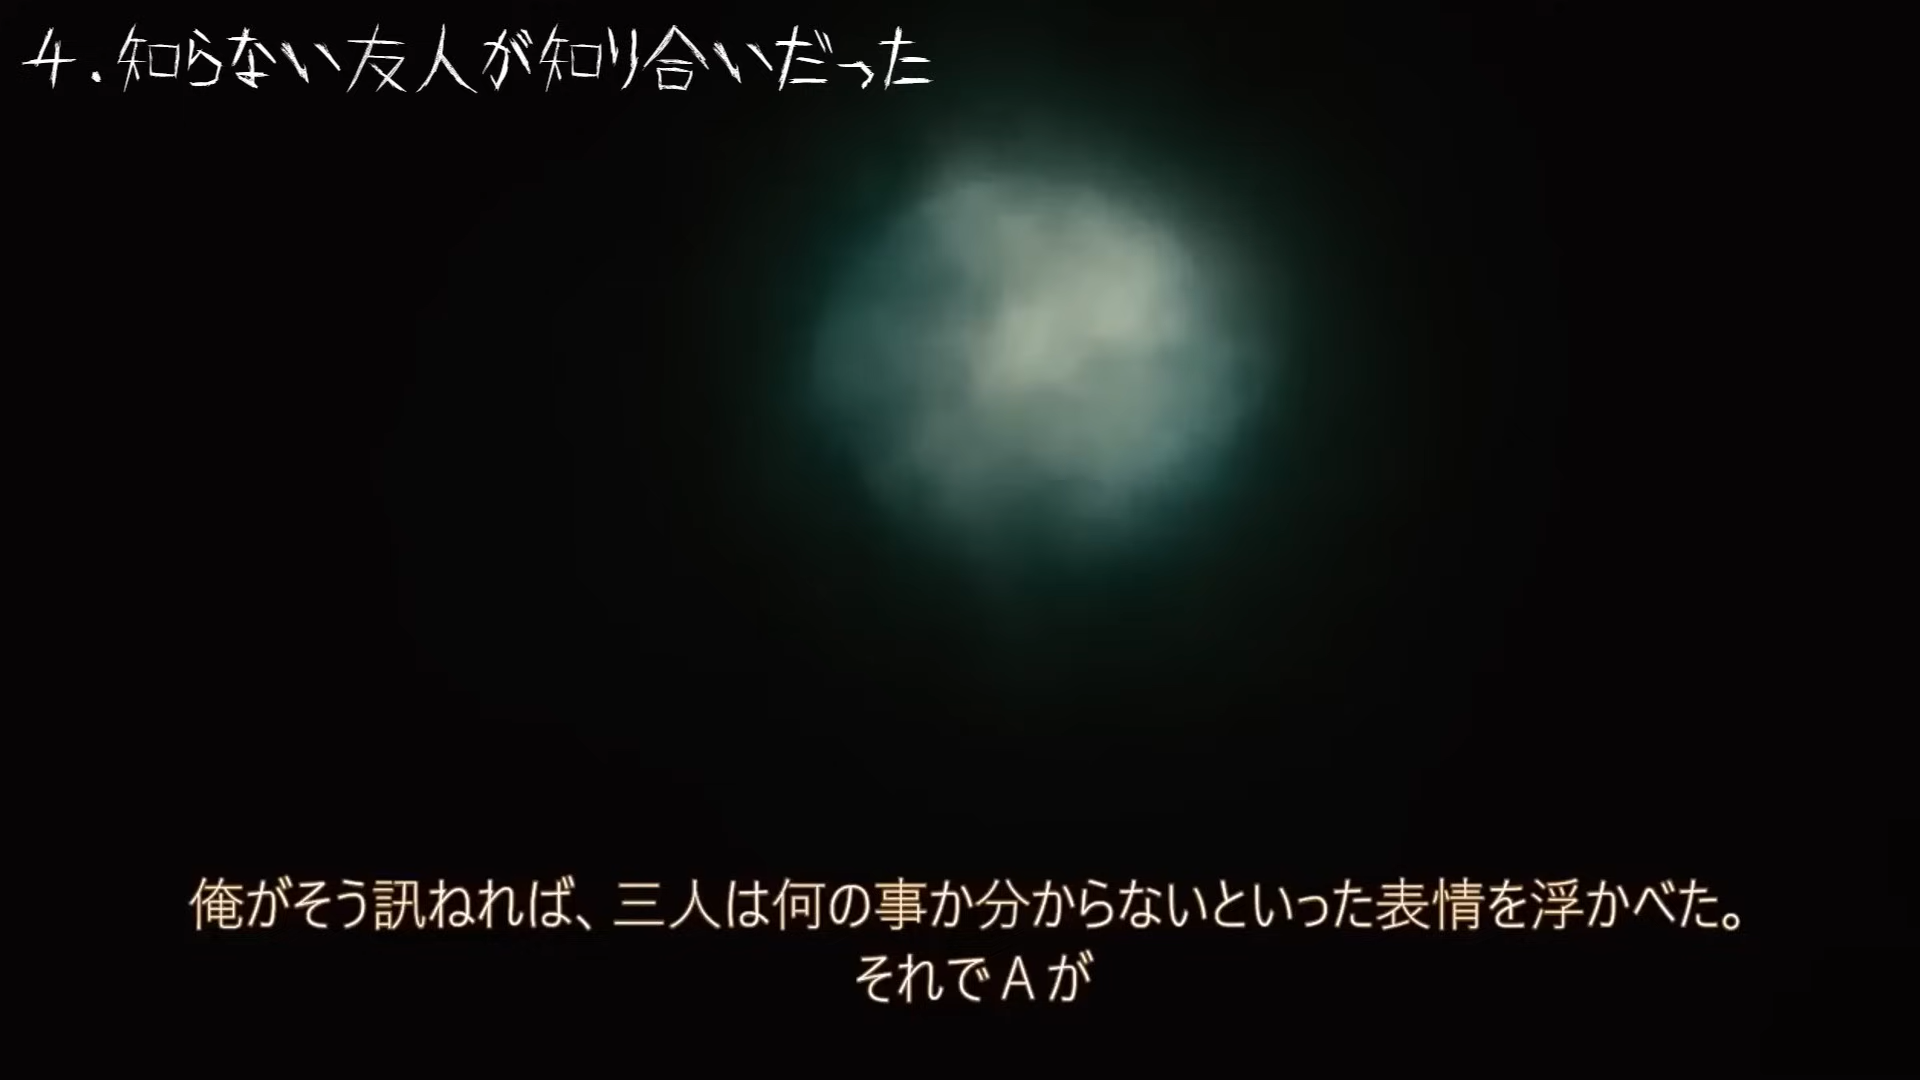 4.知らない友人が知り合いだった
俺がそう訊ねれば、三人は何の事か分からないといった表情を浮かべた。
それでAが